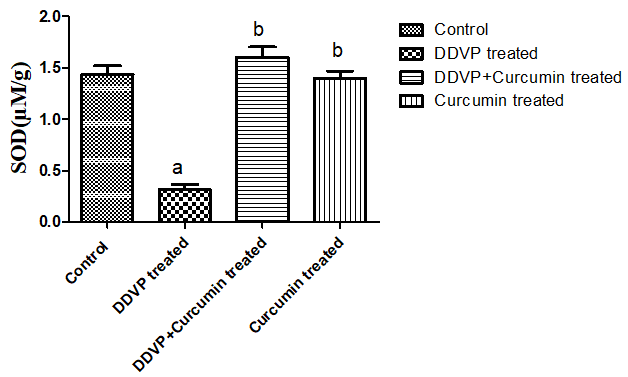 SOD(µM/g)
2.0
1.5
1.0
0.5
0.0
a
b
b
Control
DDVP treated
DDVP+Curcumin treated
Curcumin treated
Control
DDVP treated
DDVP+Curcumin treated
Curcumin treated